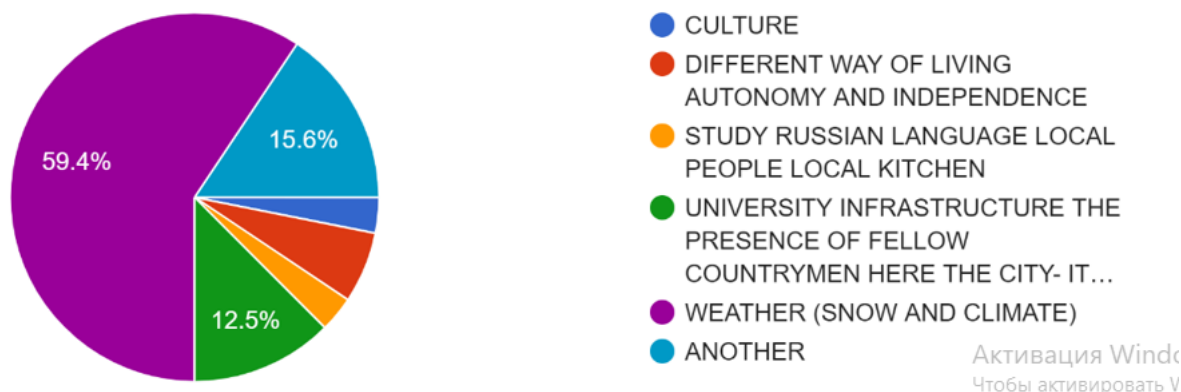 59.4%
15.6%
12.5%
CULTURE
DIFFERENT WAY OF LIVING
AUTONOMY AND INDEPENDENCE
STUDY RUSSIAN LANGUAGE LOCAL
PEOPLE LOCAL KITCHEN
UNIVERSITY INFRASTRUCTURE THE
PRESENCE OF FELLOW
COUNTRYMEN HERE THE CITY- IT...
WEATHER (SNOW AND CLIMATE)
ANOTHER
Активация Windo
Чтобы активировать W